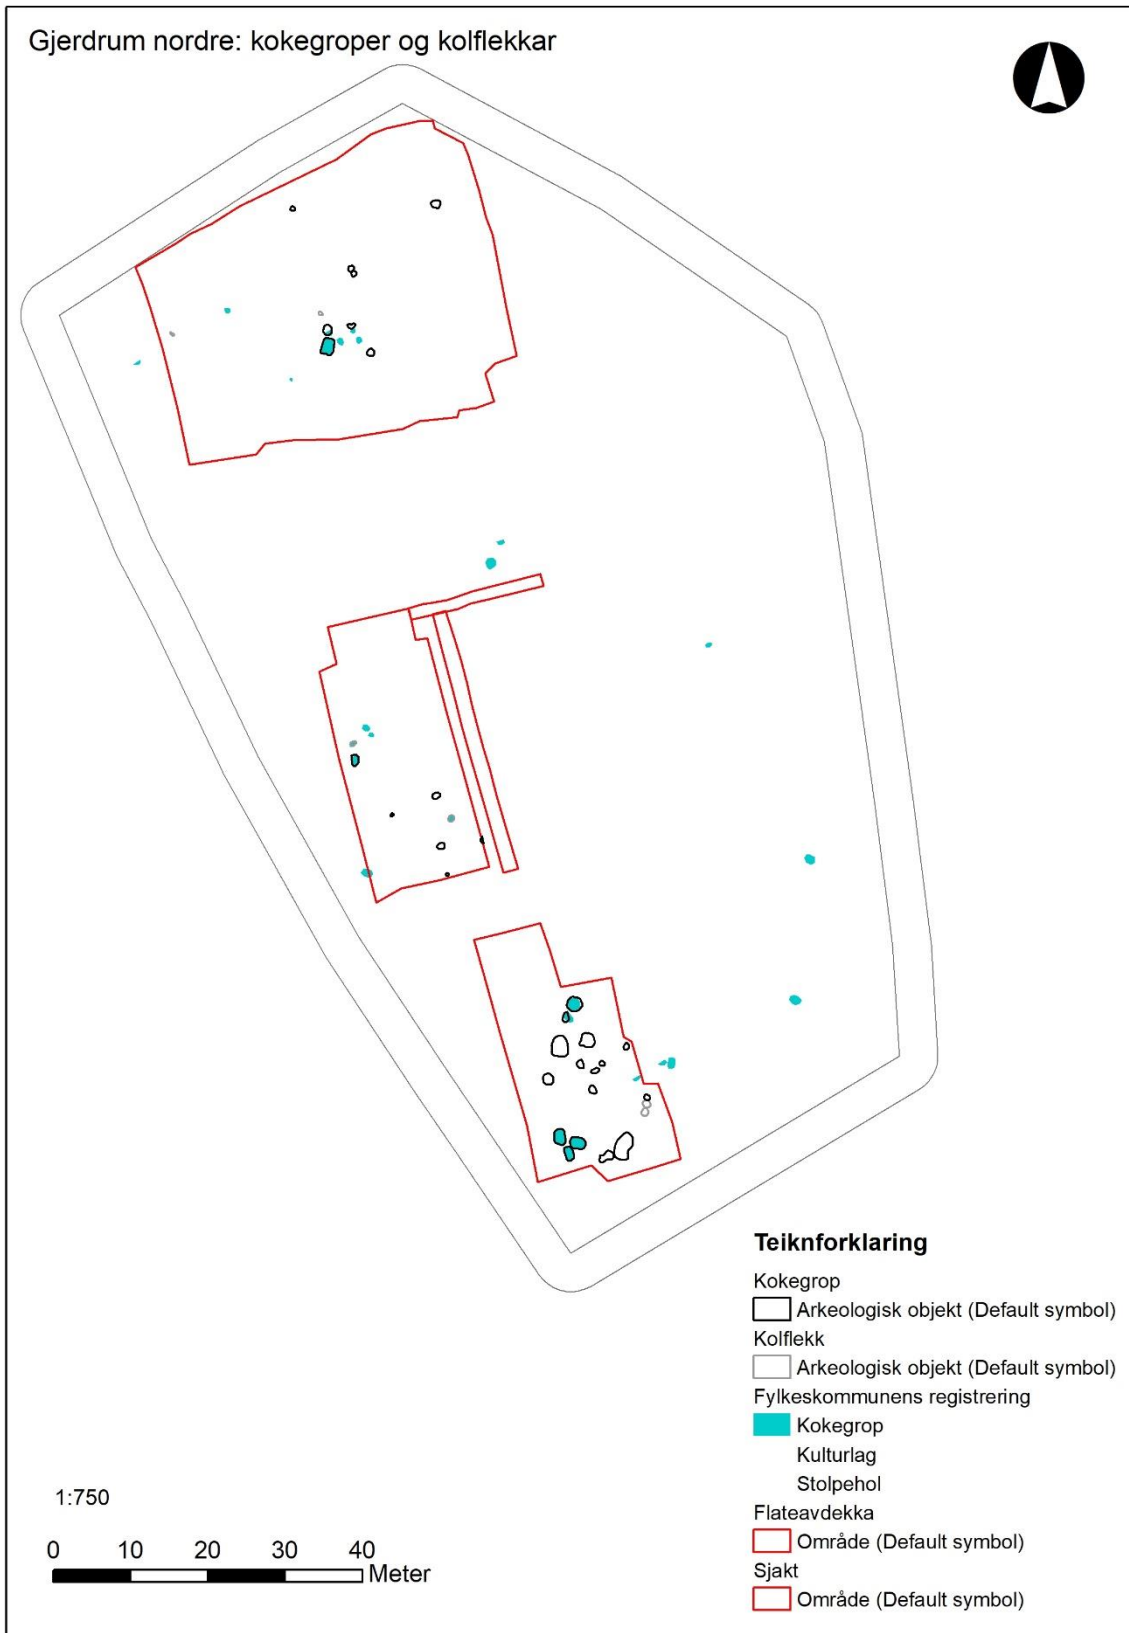 Gjerdrum nordre: kokegroper og kolflekkar
Teiknforklaring
Kokegrop
Arkeologisk objekt (Default symbol)
Kolflekk
Arkeologisk objekt (Default symbol)
Fylkeskommunens registrering
Kokegrop
Kulturlag
Stolpehol
Flateavdekka
Område (Default symbol)
Sjakt
Område (Default symbol)
1:750
0 10 20 30 40
Meter